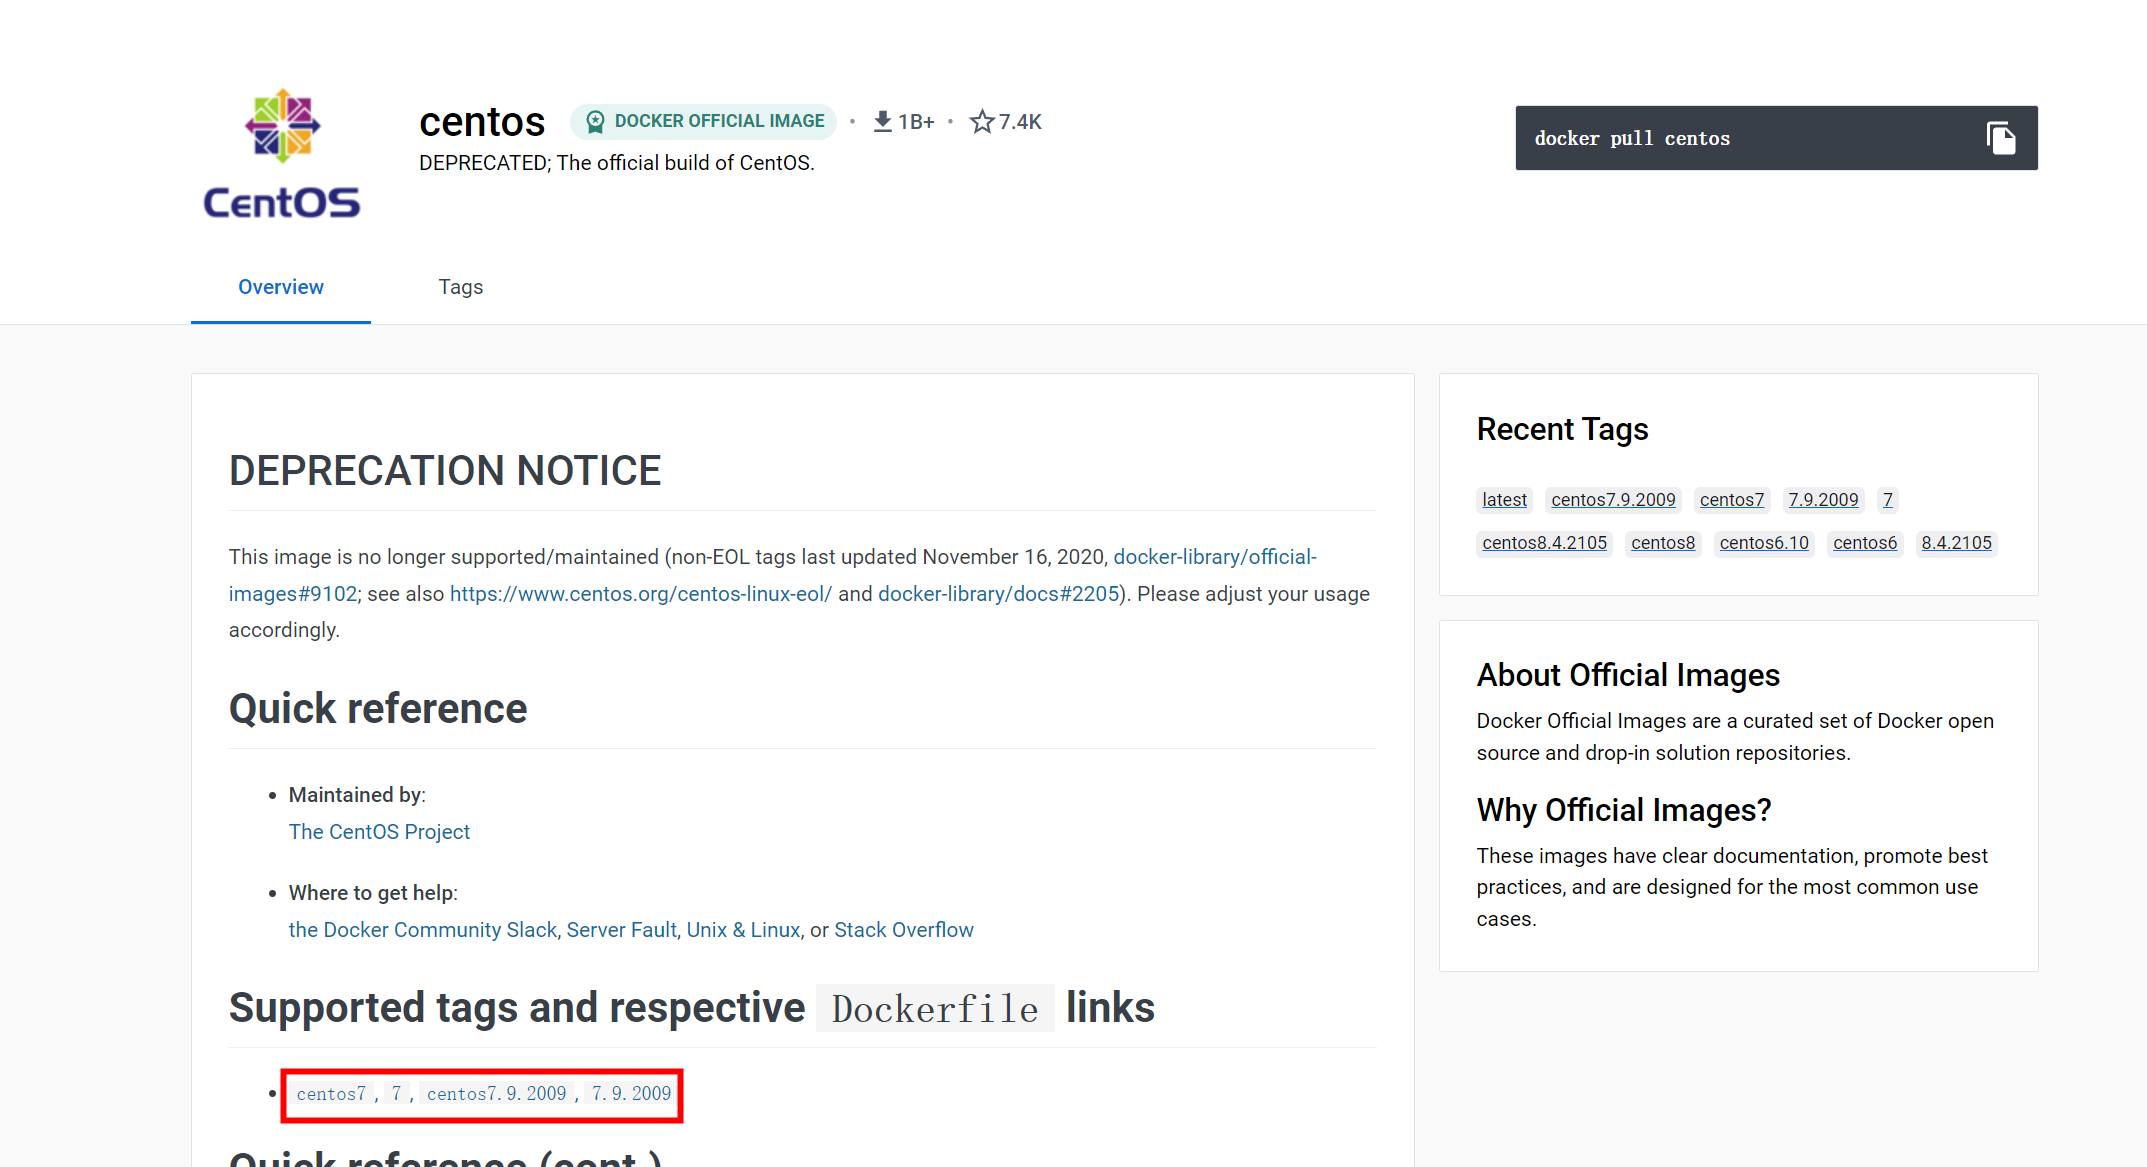 CentOS
centos DOCKER OFFICIAL IMAGE • 1B+ • 7.4K
DEPRECATED; The official build of CentOS.
docker pull centos
Overview Tags
DEPRECATION NOTICE
This image is no longer supported/maintained (non-EOL tags last updated November 16, 2020, docker-library/official-
images#9102; see also https://www.centos.org/centos-linux-eol/ and docker-library/docs#2205). Please adjust your usage
accordingly.
Quick reference
• Maintained by:
The CentOS Project
• Where to get help:
the Docker Community Slack, Server Fault, Unix & Linux, or Stack Overflow
Supported tags and respective Dockerfile links
• centos7, 7, centos7.9.2009, 7.9.2009
Quick reference (cont.)
Recent Tags
latest centos7.9.2009 centos7 7.9.2009 7
centos8.4.2105 centos8 centos6.10 centos6 8.4.2105
About Official Images
Docker Official Images are a curated set of Docker open
source and drop-in solution repositories.
Why Official Images?
These images have clear documentation, promote best
practices, and are designed for the most common use
cases.